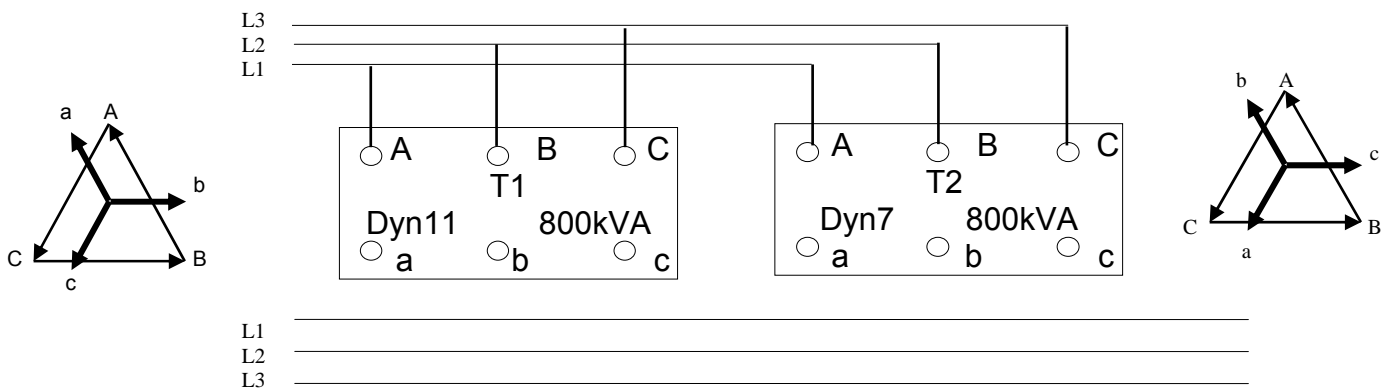 L3
L2
L1
a A
b
C B
c
A B C
T1
Dyn11 800kVA
a b c
A B C
T2
Dyn7 800kVA
a b c
b A
c
C B
a
L1
L2
L3